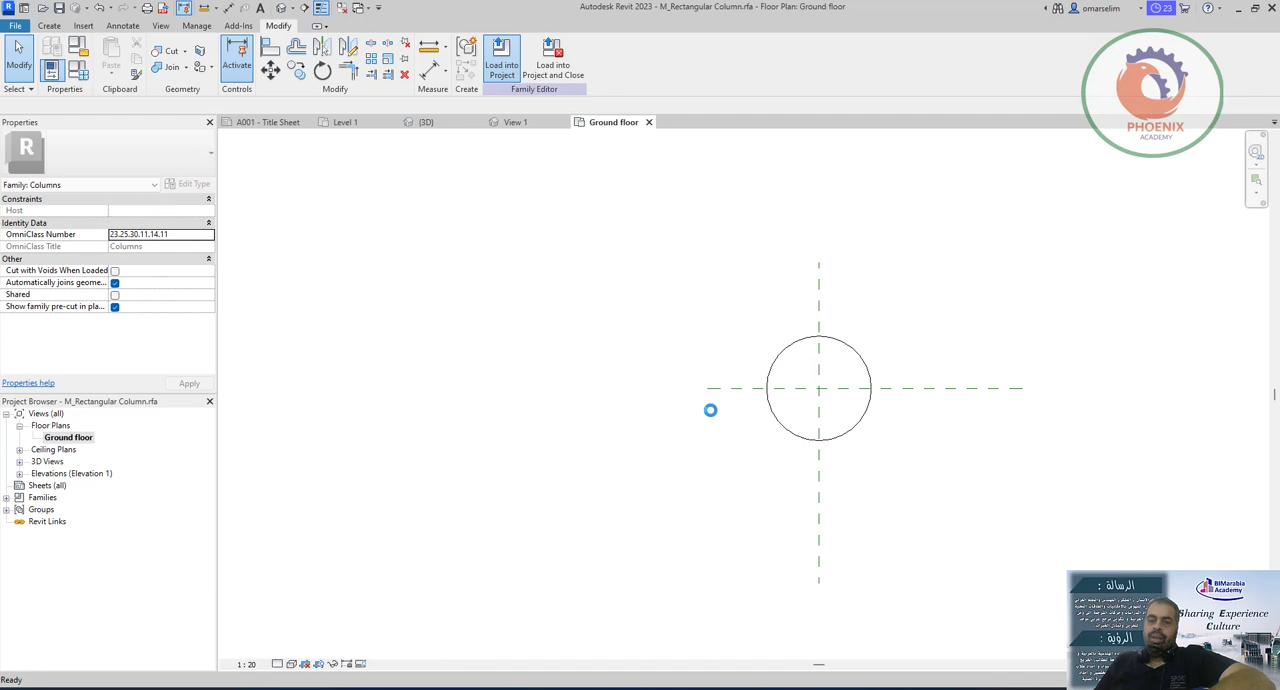 Autodesk Revit 2023 - M_Rectangular Column.rfa - Floor Plan: Ground floor
omarselim
23
File
Create
Insert
Annotate
View
Manage
Add-Ins
Modify
Modify
Paste
Cut
Join
Activate
Load into
Project
Load into
Project and Close
Select
Properties
Clipboard
Geometry
Controls
Modify
Measure
Create
Family Editor
PHOENIX
ACADEMY
Properties
A001 - Title Sheet
Level 1
{3D}
View 1
Ground floor
R
Family: Columns
Edit Type
Constraints
Host
Identity Data
OmniClass Number
23.25.30.11.14.11
OmniClass Title
Columns
Other
Cut with Voids When Loaded
Automatically joins geome...
Shared
Show family pre-cut in pla...
Properties help
Apply
Project Browser - M_Rectangular Column.rfa
Views (all)
Floor Plans
Ground floor
Ceiling Plans
3D Views
Elevations (Elevation 1)
Sheets (all)
Families
Groups
Revit Links
1 : 20
Ready
الرسالة :
الرؤية :
BIMarabia
Academy
Sharing Experience
Culture